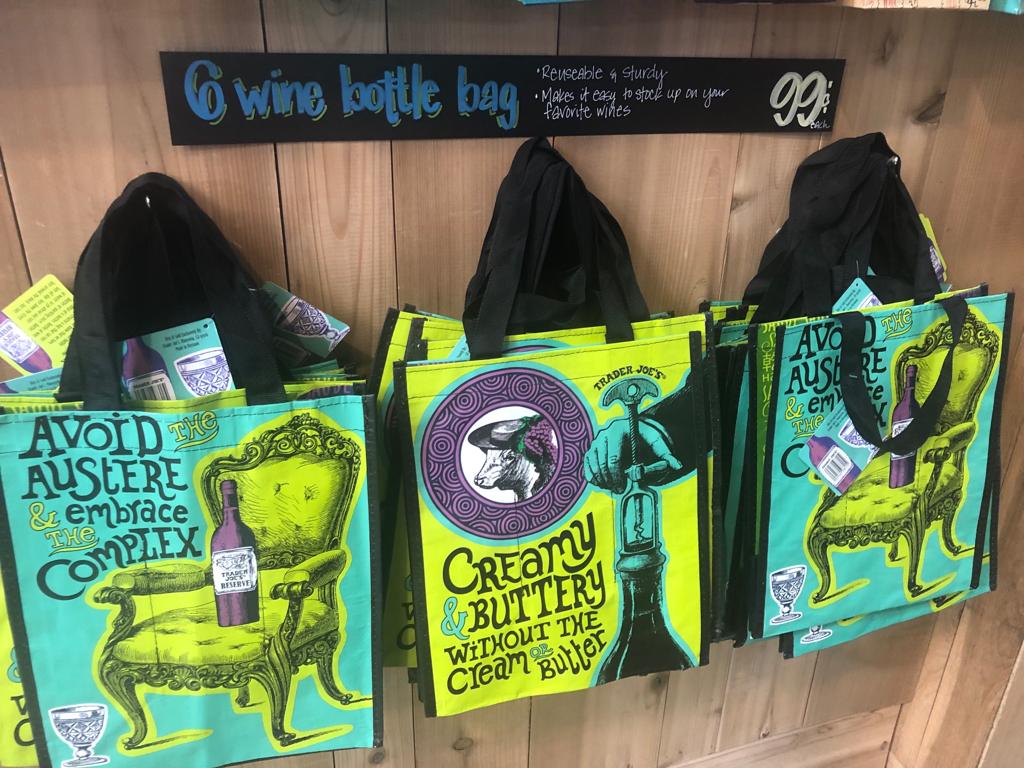 6 wine bottle bag
• Reuseable & Sturdy
• Makes it easy to stock up on your
favorite wines
99¢
each
AVOID THE
AUSTERE
& embrace
THE
COMPLEX
TRADER
JOE'S
RESERVE
TRADER JOE'S
CREAMY
& BUTTERY
WITHOUT THE
CREAM OR BUTTER
AVOID THE
AUSTERE
& embrace
THE